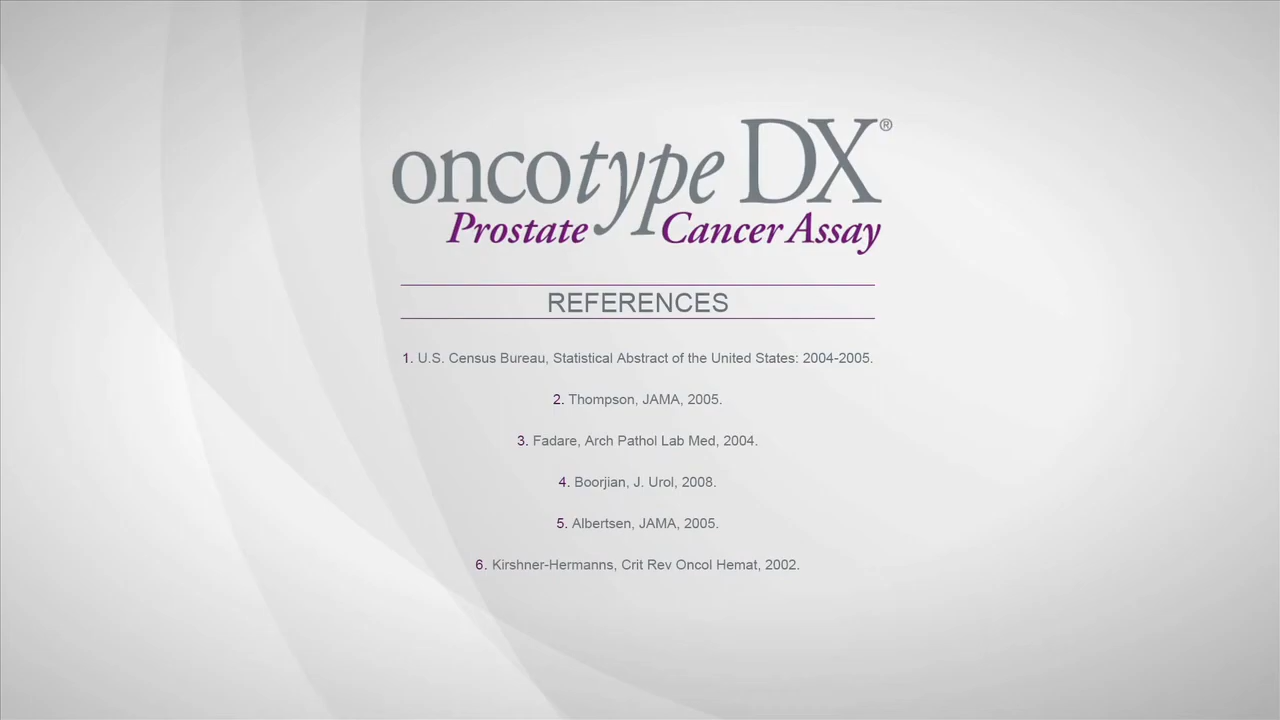 oncotype DX®
Prostate Cancer Assay
REFERENCES
1. U.S. Census Bureau, Statistical Abstract of the United States: 2004-2005.
2. Thompson, JAMA, 2005.
3. Fadare, Arch Pathol Lab Med, 2004.
4. Boorjian, J. Urol, 2008.
5. Albertsen, JAMA, 2005.
6. Kirshner-Hermanns, Crit Rev Oncol Hemat, 2002.